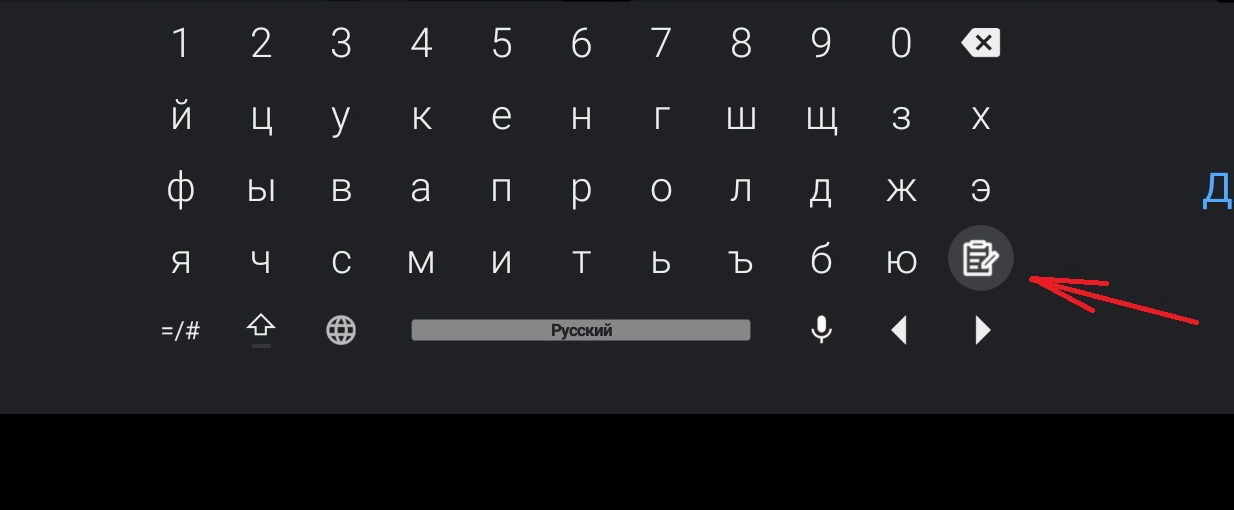 1 2 3 4 5 6 7 8 9 0
й ц у к е н г ш щ з х
ф ы в а п р о л д ж э
Д
я ч с м и т ь ъ б ю
=/# Русский